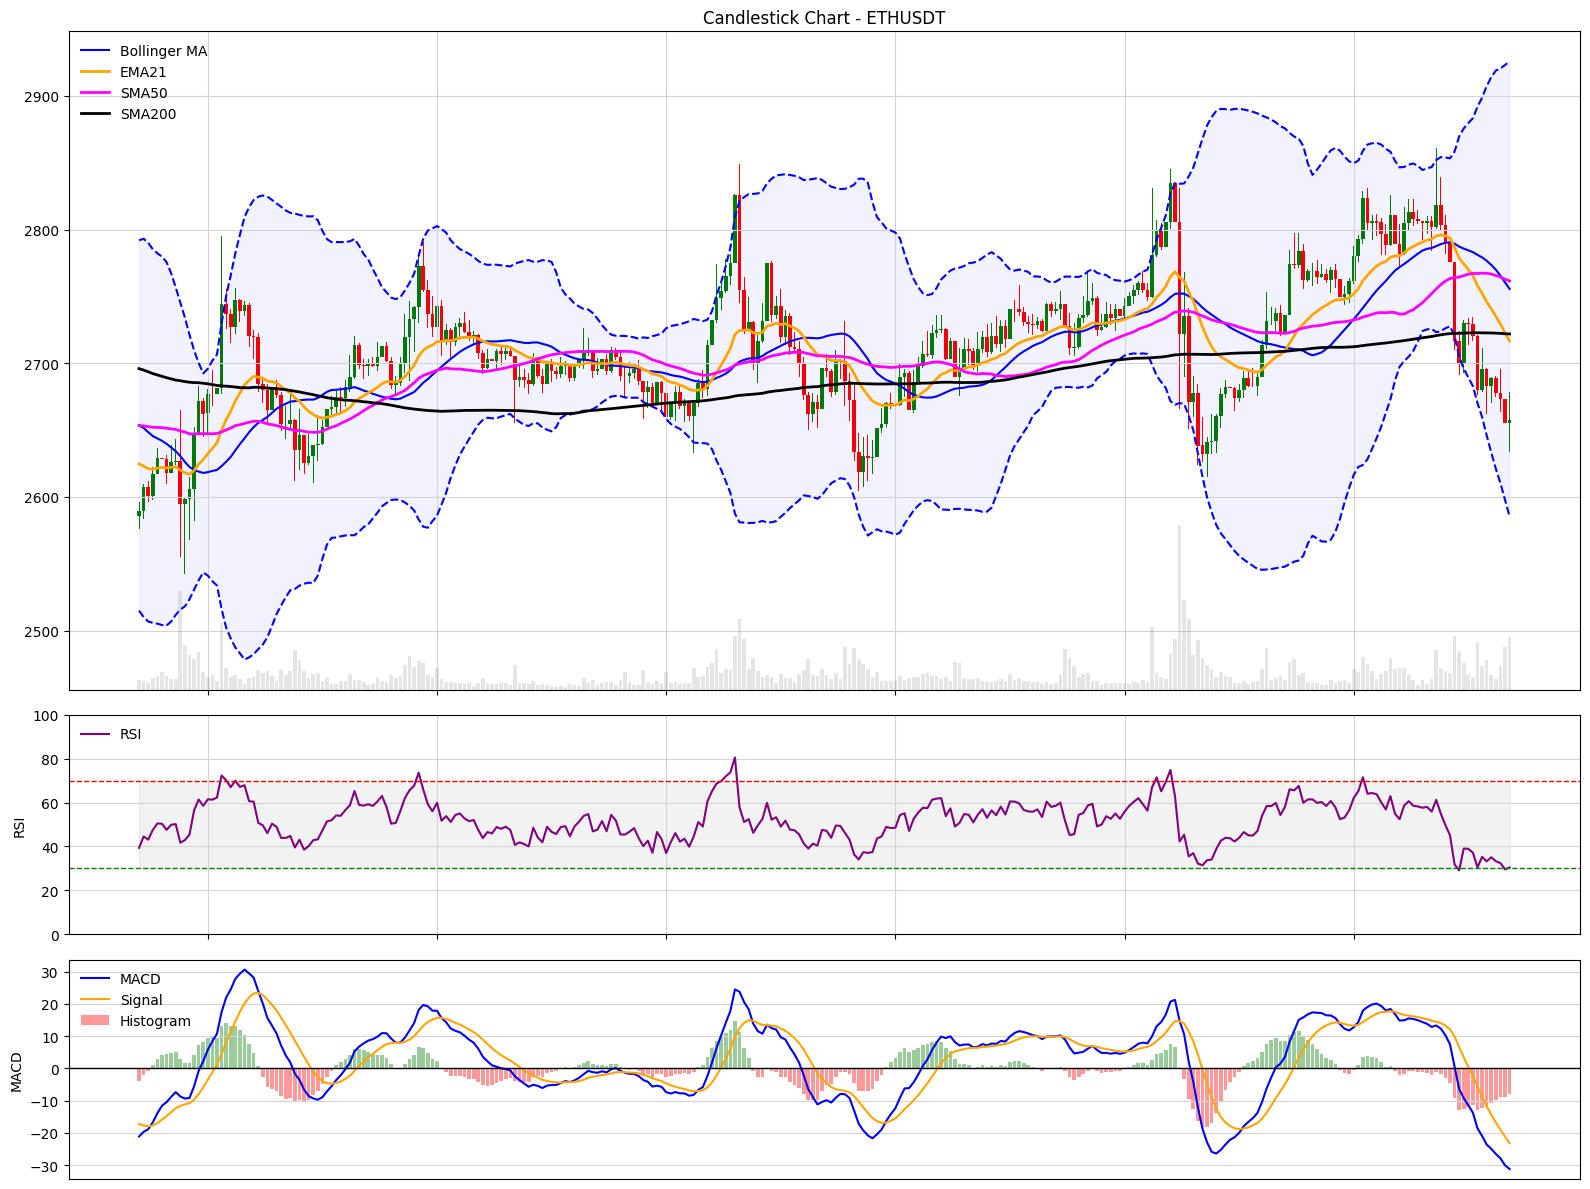 Candlestick Chart - ETHUSDT
Bollinger MA
EMA21
SMA50
SMA200
2900
2800
2700
2600
2500
RSI
100
80
60
40
20
0
RSI
MACD
Signal
Histogram
30
20
10
0
−10
−20
−30
MACD